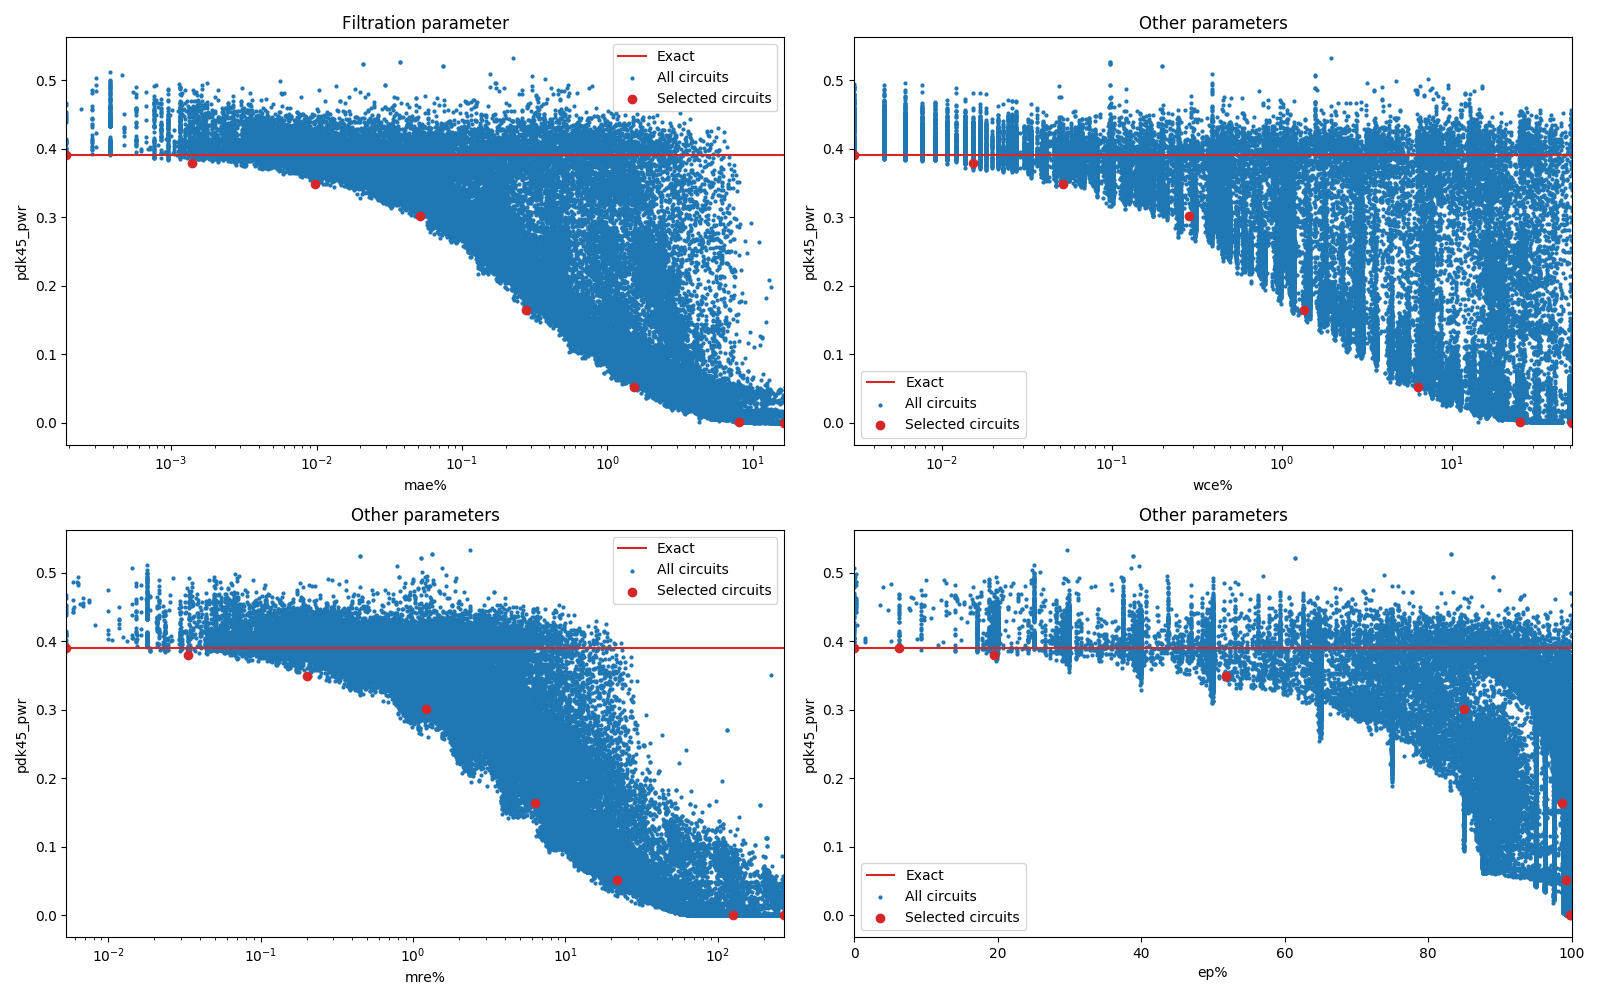 Filtration parameter
0.5
0.4
0.3
0.2
0.1
0.0
pdk45_pwr
Exact
All circuits
Selected circuits
10⁻³
10⁻²
10⁻¹
10⁰
10¹
mae%
Other parameters
0.5
0.4
0.3
0.2
0.1
0.0
pdk45_pwr
Exact
All circuits
Selected circuits
10⁻²
10⁻¹
10⁰
10¹
wce%
Other parameters
0.5
0.4
0.3
0.2
0.1
0.0
pdk45_pwr
Exact
All circuits
Selected circuits
10⁻²
10⁻¹
10⁰
10¹
10²
mre%
Other parameters
0.5
0.4
0.3
0.2
0.1
0.0
pdk45_pwr
Exact
All circuits
Selected circuits
0
20
40
60
80
100
ep%